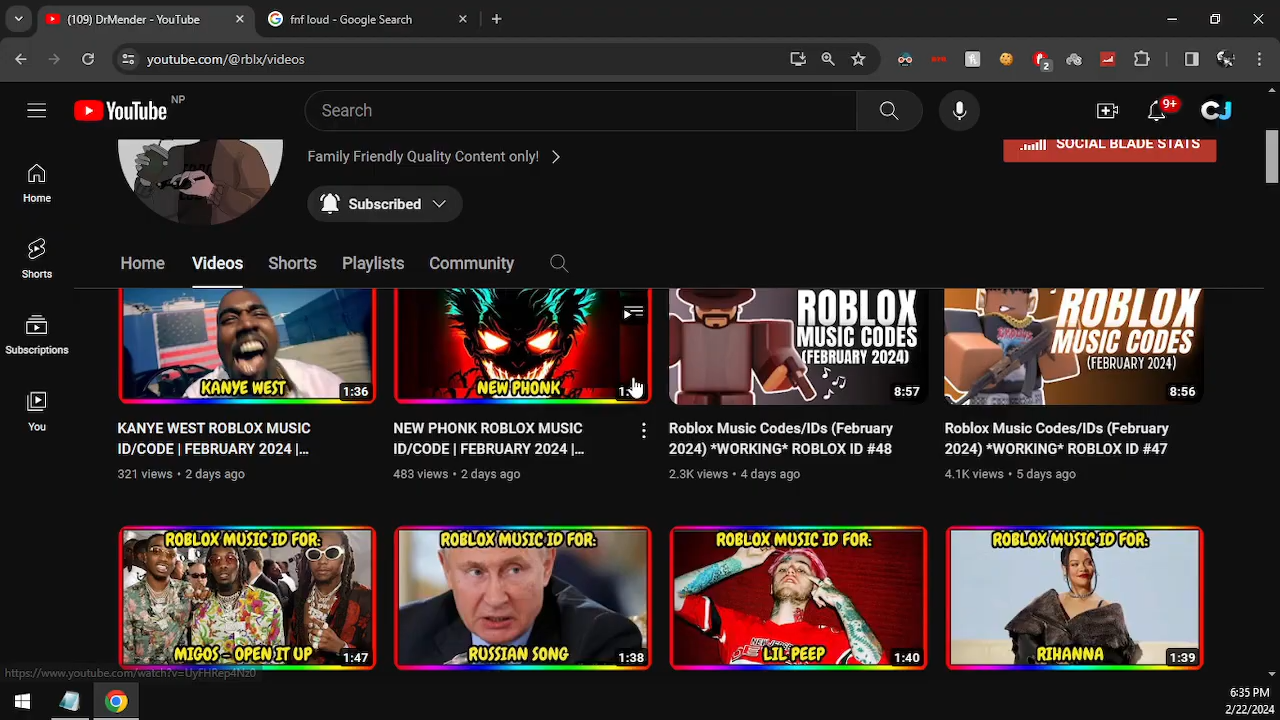 (109) DrMender - YouTube
fnf loud - Google Search
youtube.com/@rblx/videos
2
YouTube NP
Search
9+
CJ
Family Friendly Quality Content only!
SOCIAL BLADE STATS
Home
Subscribed
Shorts
Home Videos Shorts Playlists Community
Subscriptions
You
KANYE WEST
1:36
NEW PHONK
ROBLOX
MUSIC CODES
(FEBRUARY 2024)
8:57
ROBLOX
MUSIC CODES
(FEBRUARY 2024)
8:56
KANYE WEST ROBLOX MUSIC
ID/CODE | FEBRUARY 2024 |...
321 views • 2 days ago
NEW PHONK ROBLOX MUSIC
ID/CODE | FEBRUARY 2024 |...
483 views • 2 days ago
Roblox Music Codes/IDs (February
2024) *WORKING* ROBLOX ID #48
2.3K views • 4 days ago
Roblox Music Codes/IDs (February
2024) *WORKING* ROBLOX ID #47
4.1K views • 5 days ago
ROBLOX MUSIC ID FOR:
MIGOS - OPEN IT UP
1:47
ROBLOX MUSIC ID FOR:
RUSSIAN SONG
1:38
ROBLOX MUSIC ID FOR:
LIL PEEP
1:40
ROBLOX MUSIC ID FOR:
RIHANNA
1:39
https://www.youtube.com/watch?v=UyFHRep4Nz0
6:35 PM
2/22/2024